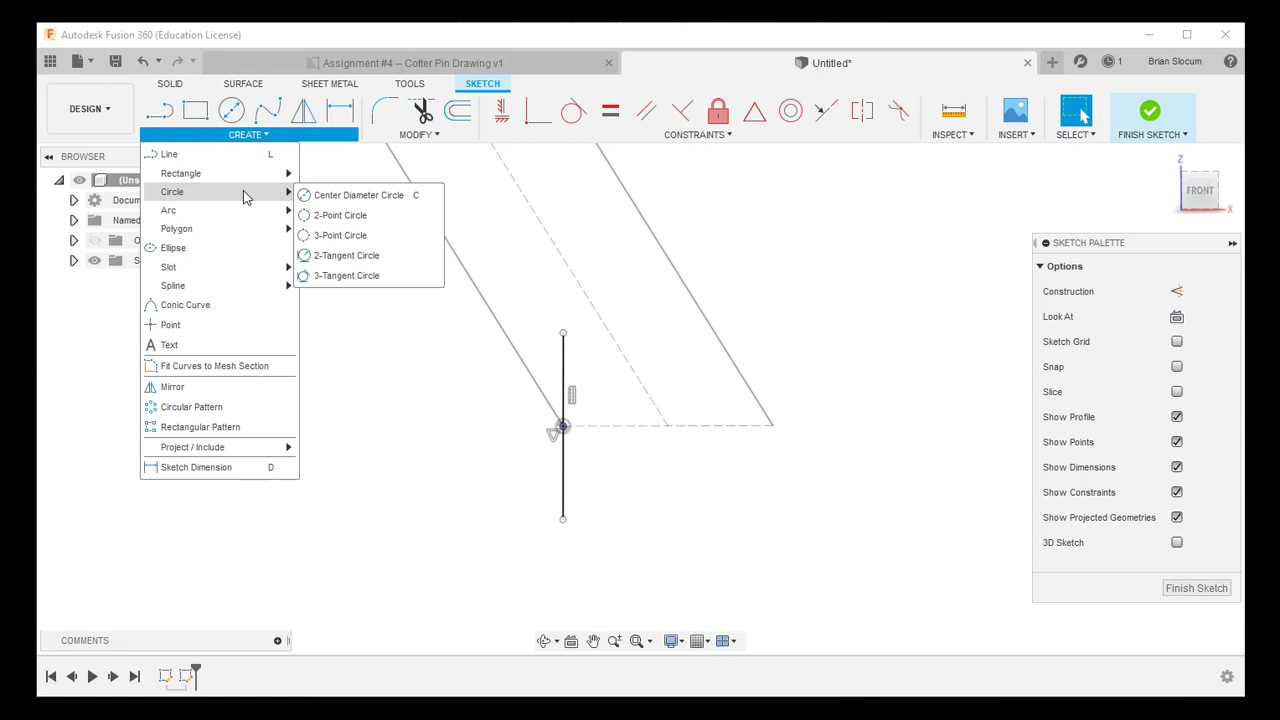 Autodesk Fusion 360 (Education License)
Assignment #4 – Cotter Pin Drawing v1
Untitled*
1
Brian Slocum
SOLID
SURFACE
SHEET METAL
TOOLS
SKETCH
DESIGN
CREATE
MODIFY
CONSTRAINTS
INSPECT
INSERT
SELECT
FINISH SKETCH
BROWSER
(Uns
Docum
Named
O
S
Line L
Rectangle
Circle
Arc
Polygon
Ellipse
Slot
Spline
Conic Curve
Point
Text
Fit Curves to Mesh Section
Mirror
Circular Pattern
Rectangular Pattern
Project / Include
Sketch Dimension D
Center Diameter Circle C
2-Point Circle
3-Point Circle
2-Tangent Circle
3-Tangent Circle
Z
FRONT
X
SKETCH PALETTE
Options
Construction
Look At
Sketch Grid
Snap
Slice
Show Profile
Show Points
Show Dimensions
Show Constraints
Show Projected Geometries
3D Sketch
Finish Sketch
COMMENTS